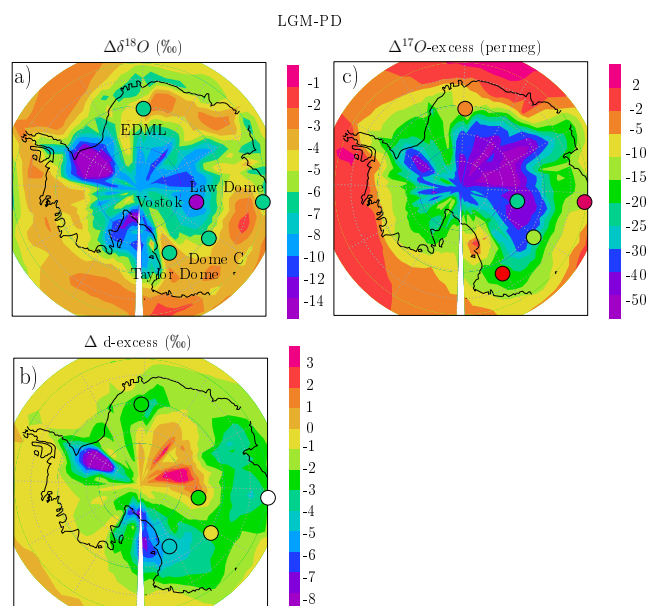 LGM-PD
Δδ¹⁸O (‰)
a)
EDML
Law Dome
Vostok
Dome C
Taylor Dome
-1
-2
-3
-4
-5
-6
-7
-8
-10
-12
-14
Δ¹⁷O-excess (permeg)
c)
2
-2
-5
-10
-15
-20
-25
-30
-40
-50
Δ d-excess (‰)
b)
3
2
1
0
-1
-2
-3
-4
-5
-6
-7
-8